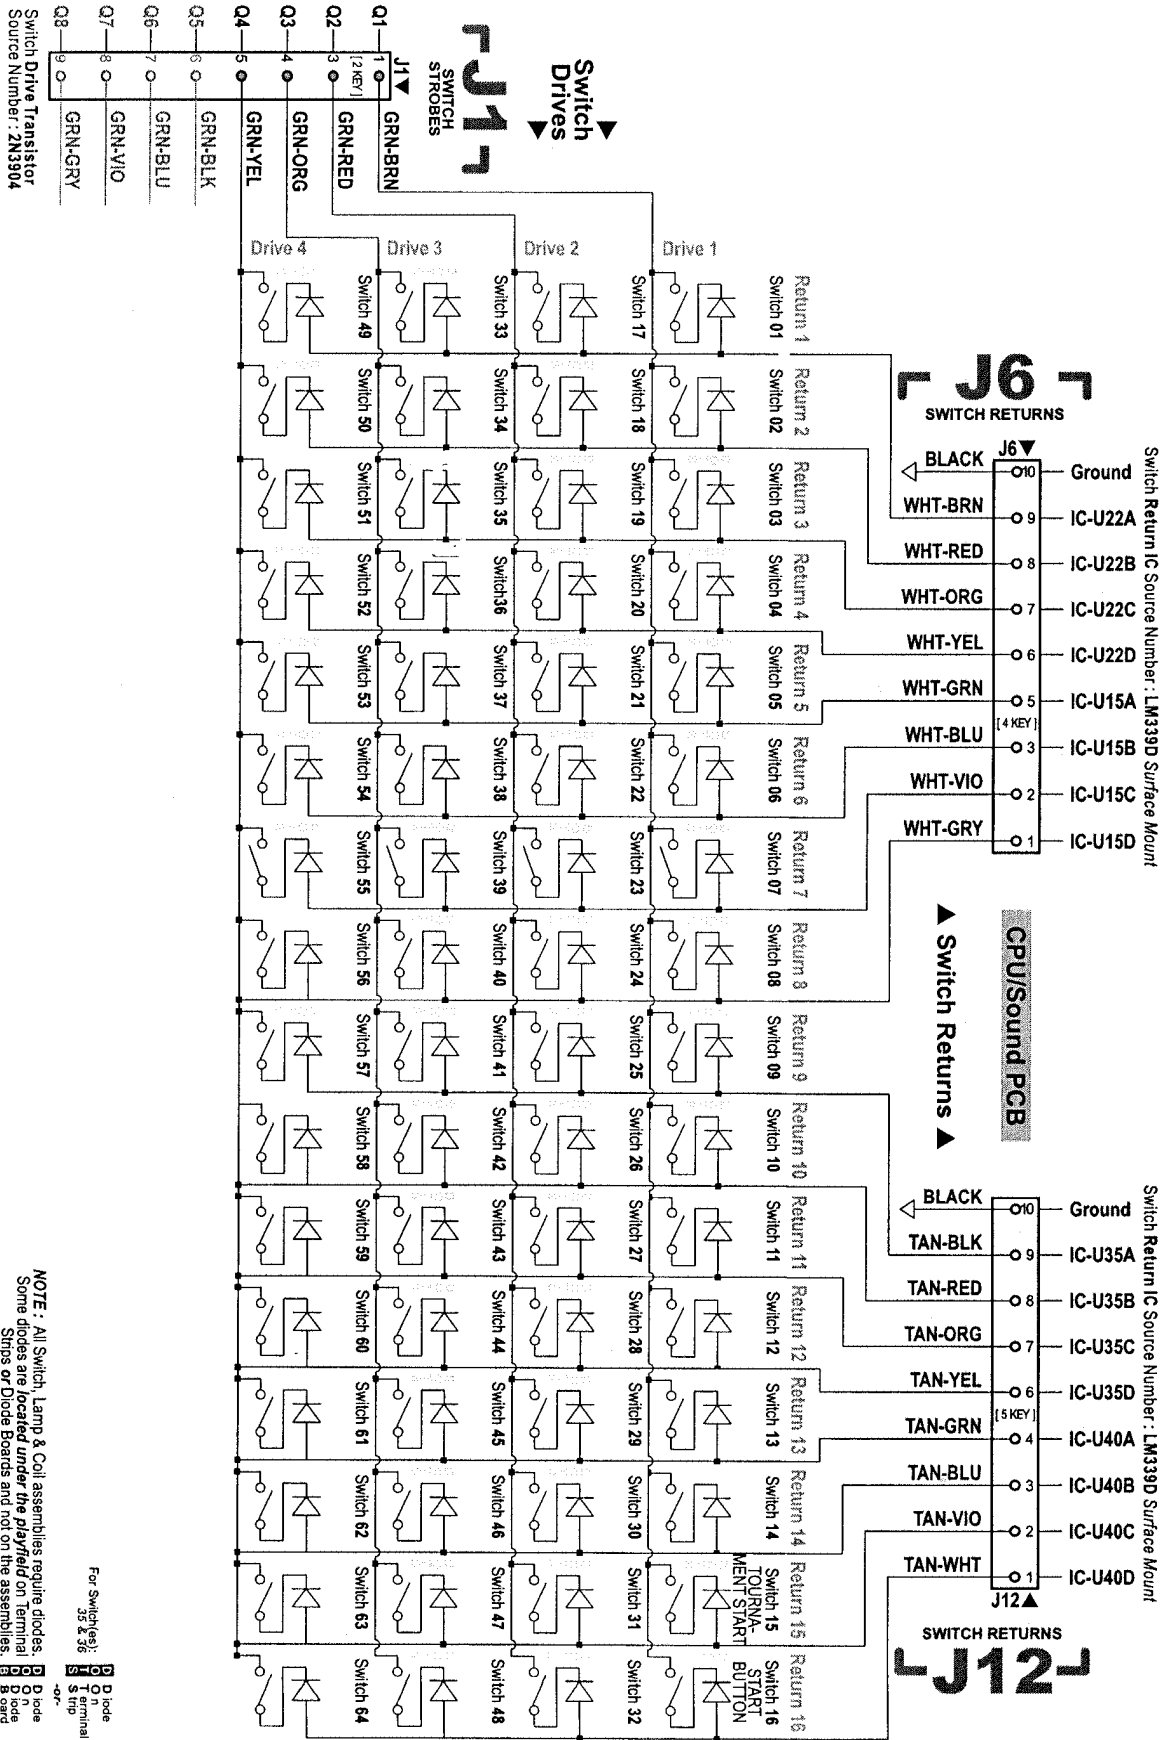 Switch Drives
J1
SWITCH STROBES
J1
Q1
Q2
Q3
Q4
Q5
Q6
Q7
Q8
1
[2 KEY]
3
4
5
6
7
8
9
GRN-BRN
GRN-RED
GRN-ORG
GRN-YEL
GRN-BLK
GRN-BLU
GRN-VIO
GRN-GRY
Switch Drive Transistor
Source Number: 2N3904
Drive 1
Drive 2
Drive 3
Drive 4
J6
SWITCH RETURNS
J6
BLACK 10 Ground
WHT-BRN 9 IC-U22A
WHT-RED 8 IC-U22B
WHT-ORG 7 IC-U22C
WHT-YEL 6 IC-U22D
WHT-GRN 5 IC-U15A
[4 KEY]
WHT-BLU 3 IC-U15B
WHT-VIO 2 IC-U15C
WHT-GRY 1 IC-U15D
Switch Return IC Source Number: LM339D Surface Mount
CPU/Sound PCB
Switch Returns
BLACK 10 Ground
TAN-BLK 9 IC-U35A
TAN-RED 8 IC-U35B
TAN-ORG 7 IC-U35C
TAN-YEL 6 IC-U35D
[5 KEY]
TAN-GRN 4 IC-U40A
TAN-BLU 3 IC-U40B
TAN-VIO 2 IC-U40C
TAN-WHT 1 IC-U40D
J12
SWITCH RETURNS
J12
Switch Return IC Source Number: LM339D Surface Mount
Return 1
Switch 01
Switch 17
Switch 33
Switch 49
Return 2
Switch 02
Switch 18
Switch 34
Switch 50
Return 3
Switch 03
Switch 19
Switch 35
Switch 51
Return 4
Switch 04
Switch 20
Switch36
Switch 52
Return 5
Switch 05
Switch 21
Switch 37
Switch 53
Return 6
Switch 06
Switch 22
Switch 38
Switch 54
Return 7
Switch 07
Switch 23
Switch 39
Switch 55
Return 8
Switch 08
Switch 24
Switch 40
Switch 56
Return 9
Switch 09
Switch 25
Switch 41
Switch 57
Return 10
Switch 10
Switch 26
Switch 42
Switch 58
Return 11
Switch 11
Switch 27
Switch 43
Switch 59
Return 12
Switch 12
Switch 28
Switch 44
Switch 60
Return 13
Switch 13
Switch 29
Switch 45
Switch 61
Return 14
Switch 14
Switch 30
Switch 46
Switch 62
Return 15
Switch 15
TOURNA-
MENT START
Switch 31
Switch 47
Switch 63
Return 16
Switch 16
START
BUTTON
Switch 32
Switch 48
Switch 64
NOTE: All Switch, Lamp & Coil assemblies require diodes.
Some diodes are located under the playfield on Terminal
Strips or Diode Boards and not on the assemblies.
For Switch(es):
35 & 36
D Diode
O On
T Terminal
S Strip
-or-
D Diode
O On
D Diode
B Board